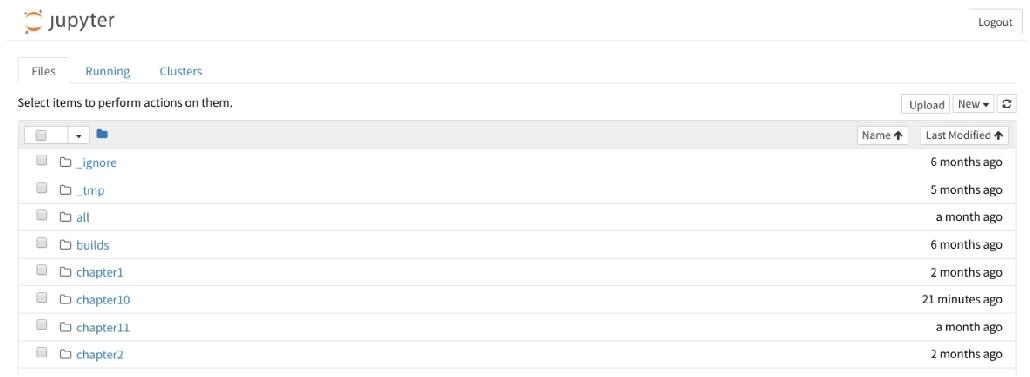 jupyter
Logout
Files Running Clusters
Select items to perform actions on them.
Upload New
Name Last Modified
_ignore 6 months ago
_tmp 5 months ago
all a month ago
builds 6 months ago
chapter1 2 months ago
chapter10 21 minutes ago
chapter11 a month ago
chapter2 2 months ago